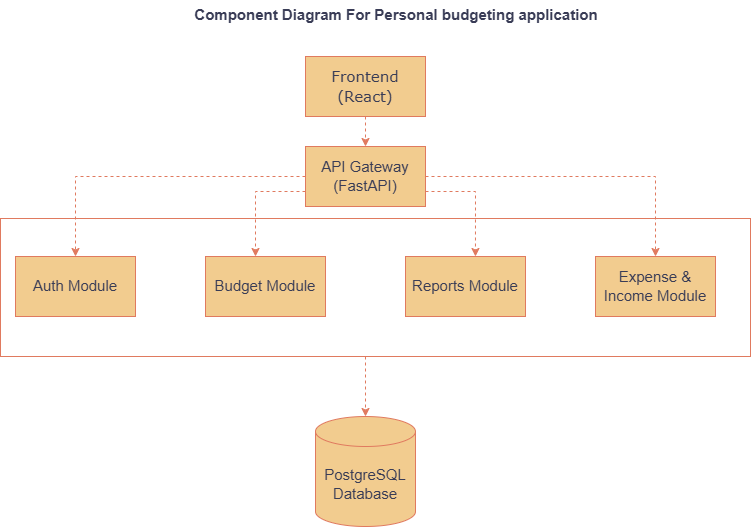 Component Diagram For Personal budgeting application
Frontend
(React)
API Gateway
(FastAPI)
Auth Module
Budget Module
Reports Module
Expense &
Income Module
PostgreSQL
Database